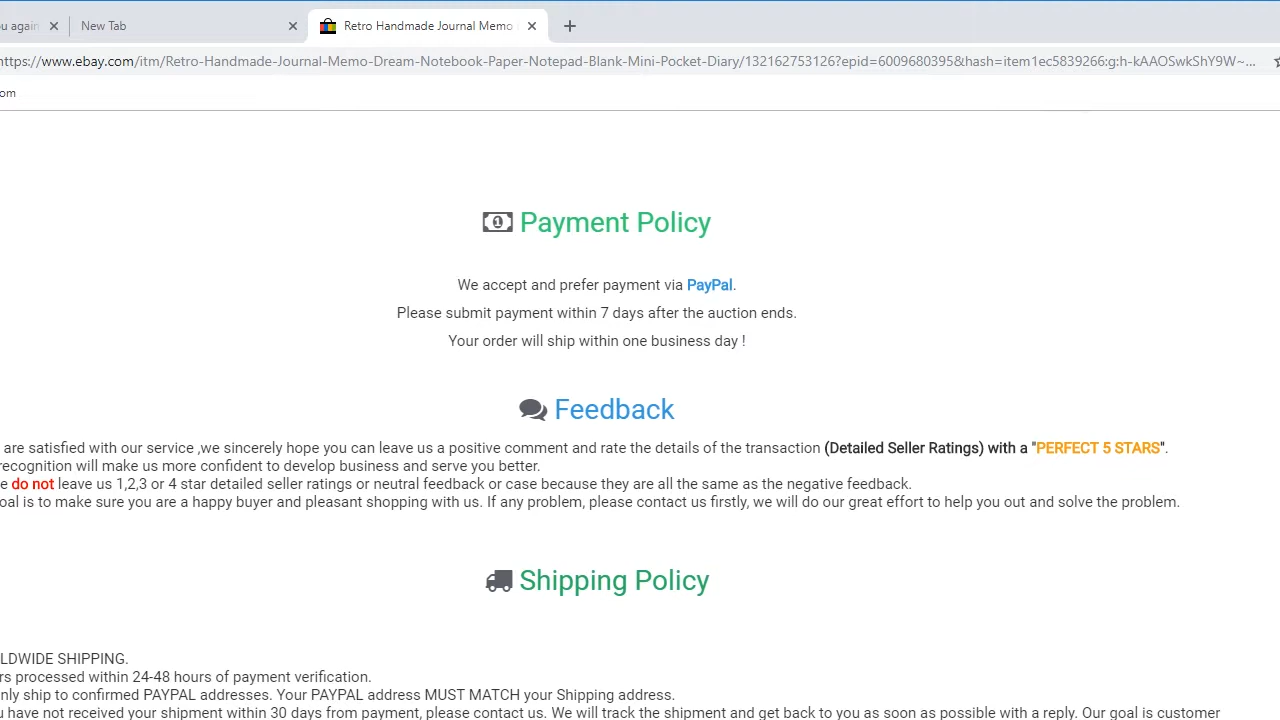 ou again
New Tab
Retro Handmade Journal Memo
https://www.ebay.com/itm/Retro-Handmade-Journal-Memo-Dream-Notebook-Paper-Notepad-Blank-Mini-Pocket-Diary/132162753126?epid=6009680395&hash=item1ec5839266:g:h-kAAOSwkShY9W~...
om
Payment Policy
We accept and prefer payment via PayPal.
Please submit payment within 7 days after the auction ends.
Your order will ship within one business day !
Feedback
are satisfied with our service ,we sincerely hope you can leave us a positive comment and rate the details of the transaction (Detailed Seller Ratings) with a "PERFECT 5 STARS".
recognition will make us more confident to develop business and serve you better.
e do not leave us 1,2,3 or 4 star detailed seller ratings or neutral feedback or case because they are all the same as the negative feedback.
oal is to make sure you are a happy buyer and pleasant shopping with us. If any problem, please contact us firstly, we will do our great effort to help you out and solve the problem.
Shipping Policy
LDWIDE SHIPPING.
rs processed within 24-48 hours of payment verification.
nly ship to confirmed PAYPAL addresses. Your PAYPAL address MUST MATCH your Shipping address.
u have not received your shipment within 30 days from payment, please contact us. We will track the shipment and get back to you as soon as possible with a reply. Our goal is customer